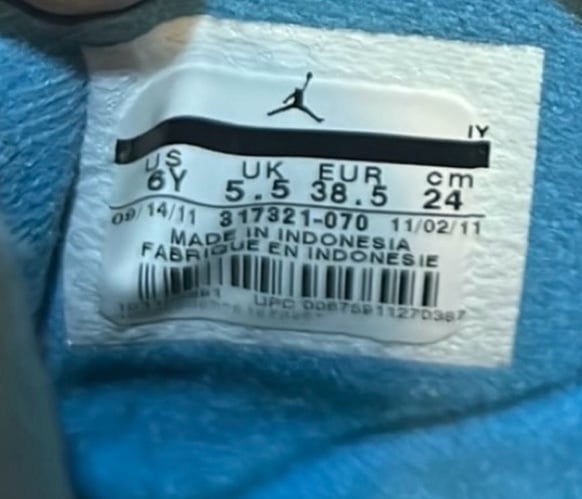 IY
US UK EUR cm
6Y 5.5 38.5 24
09/14/11 317321-070 11/02/11
MADE IN INDONESIA
FABRIQUE EN INDONESIE
UPC 00675911270387